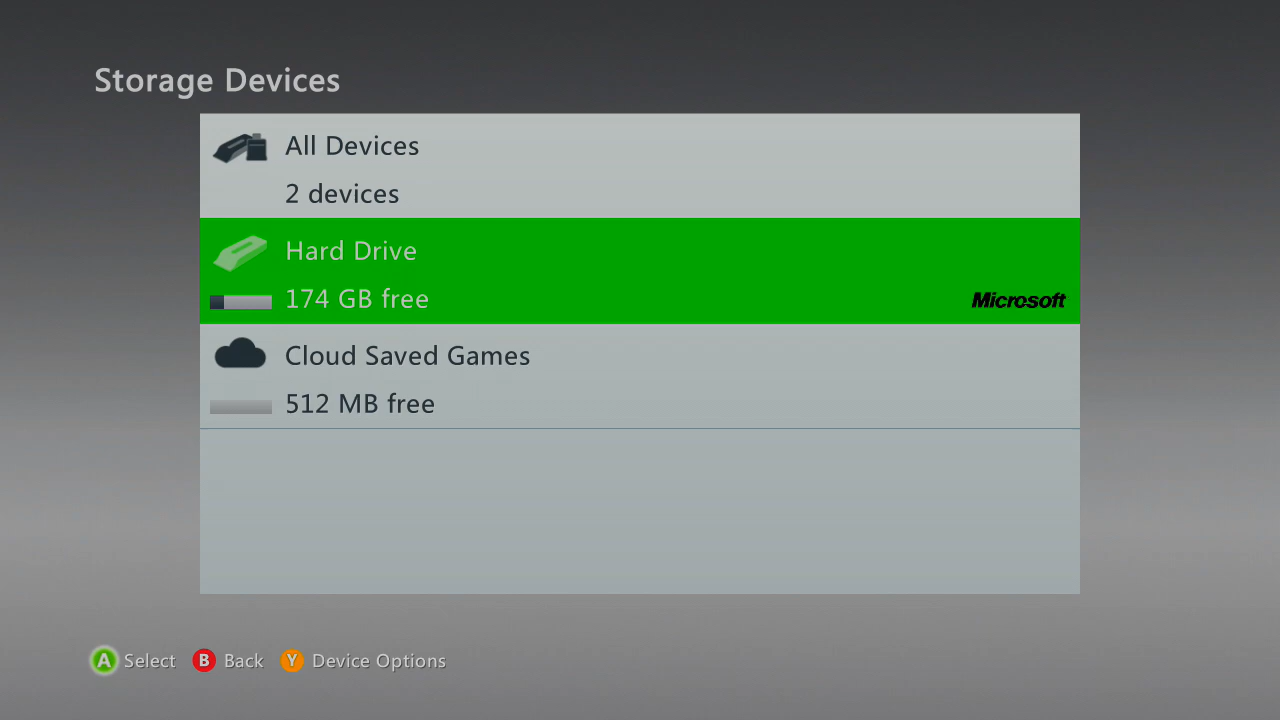 Storage Devices
All Devices
2 devices
Hard Drive
174 GB free
Microsoft
Cloud Saved Games
512 MB free
A Select B Back Y Device Options